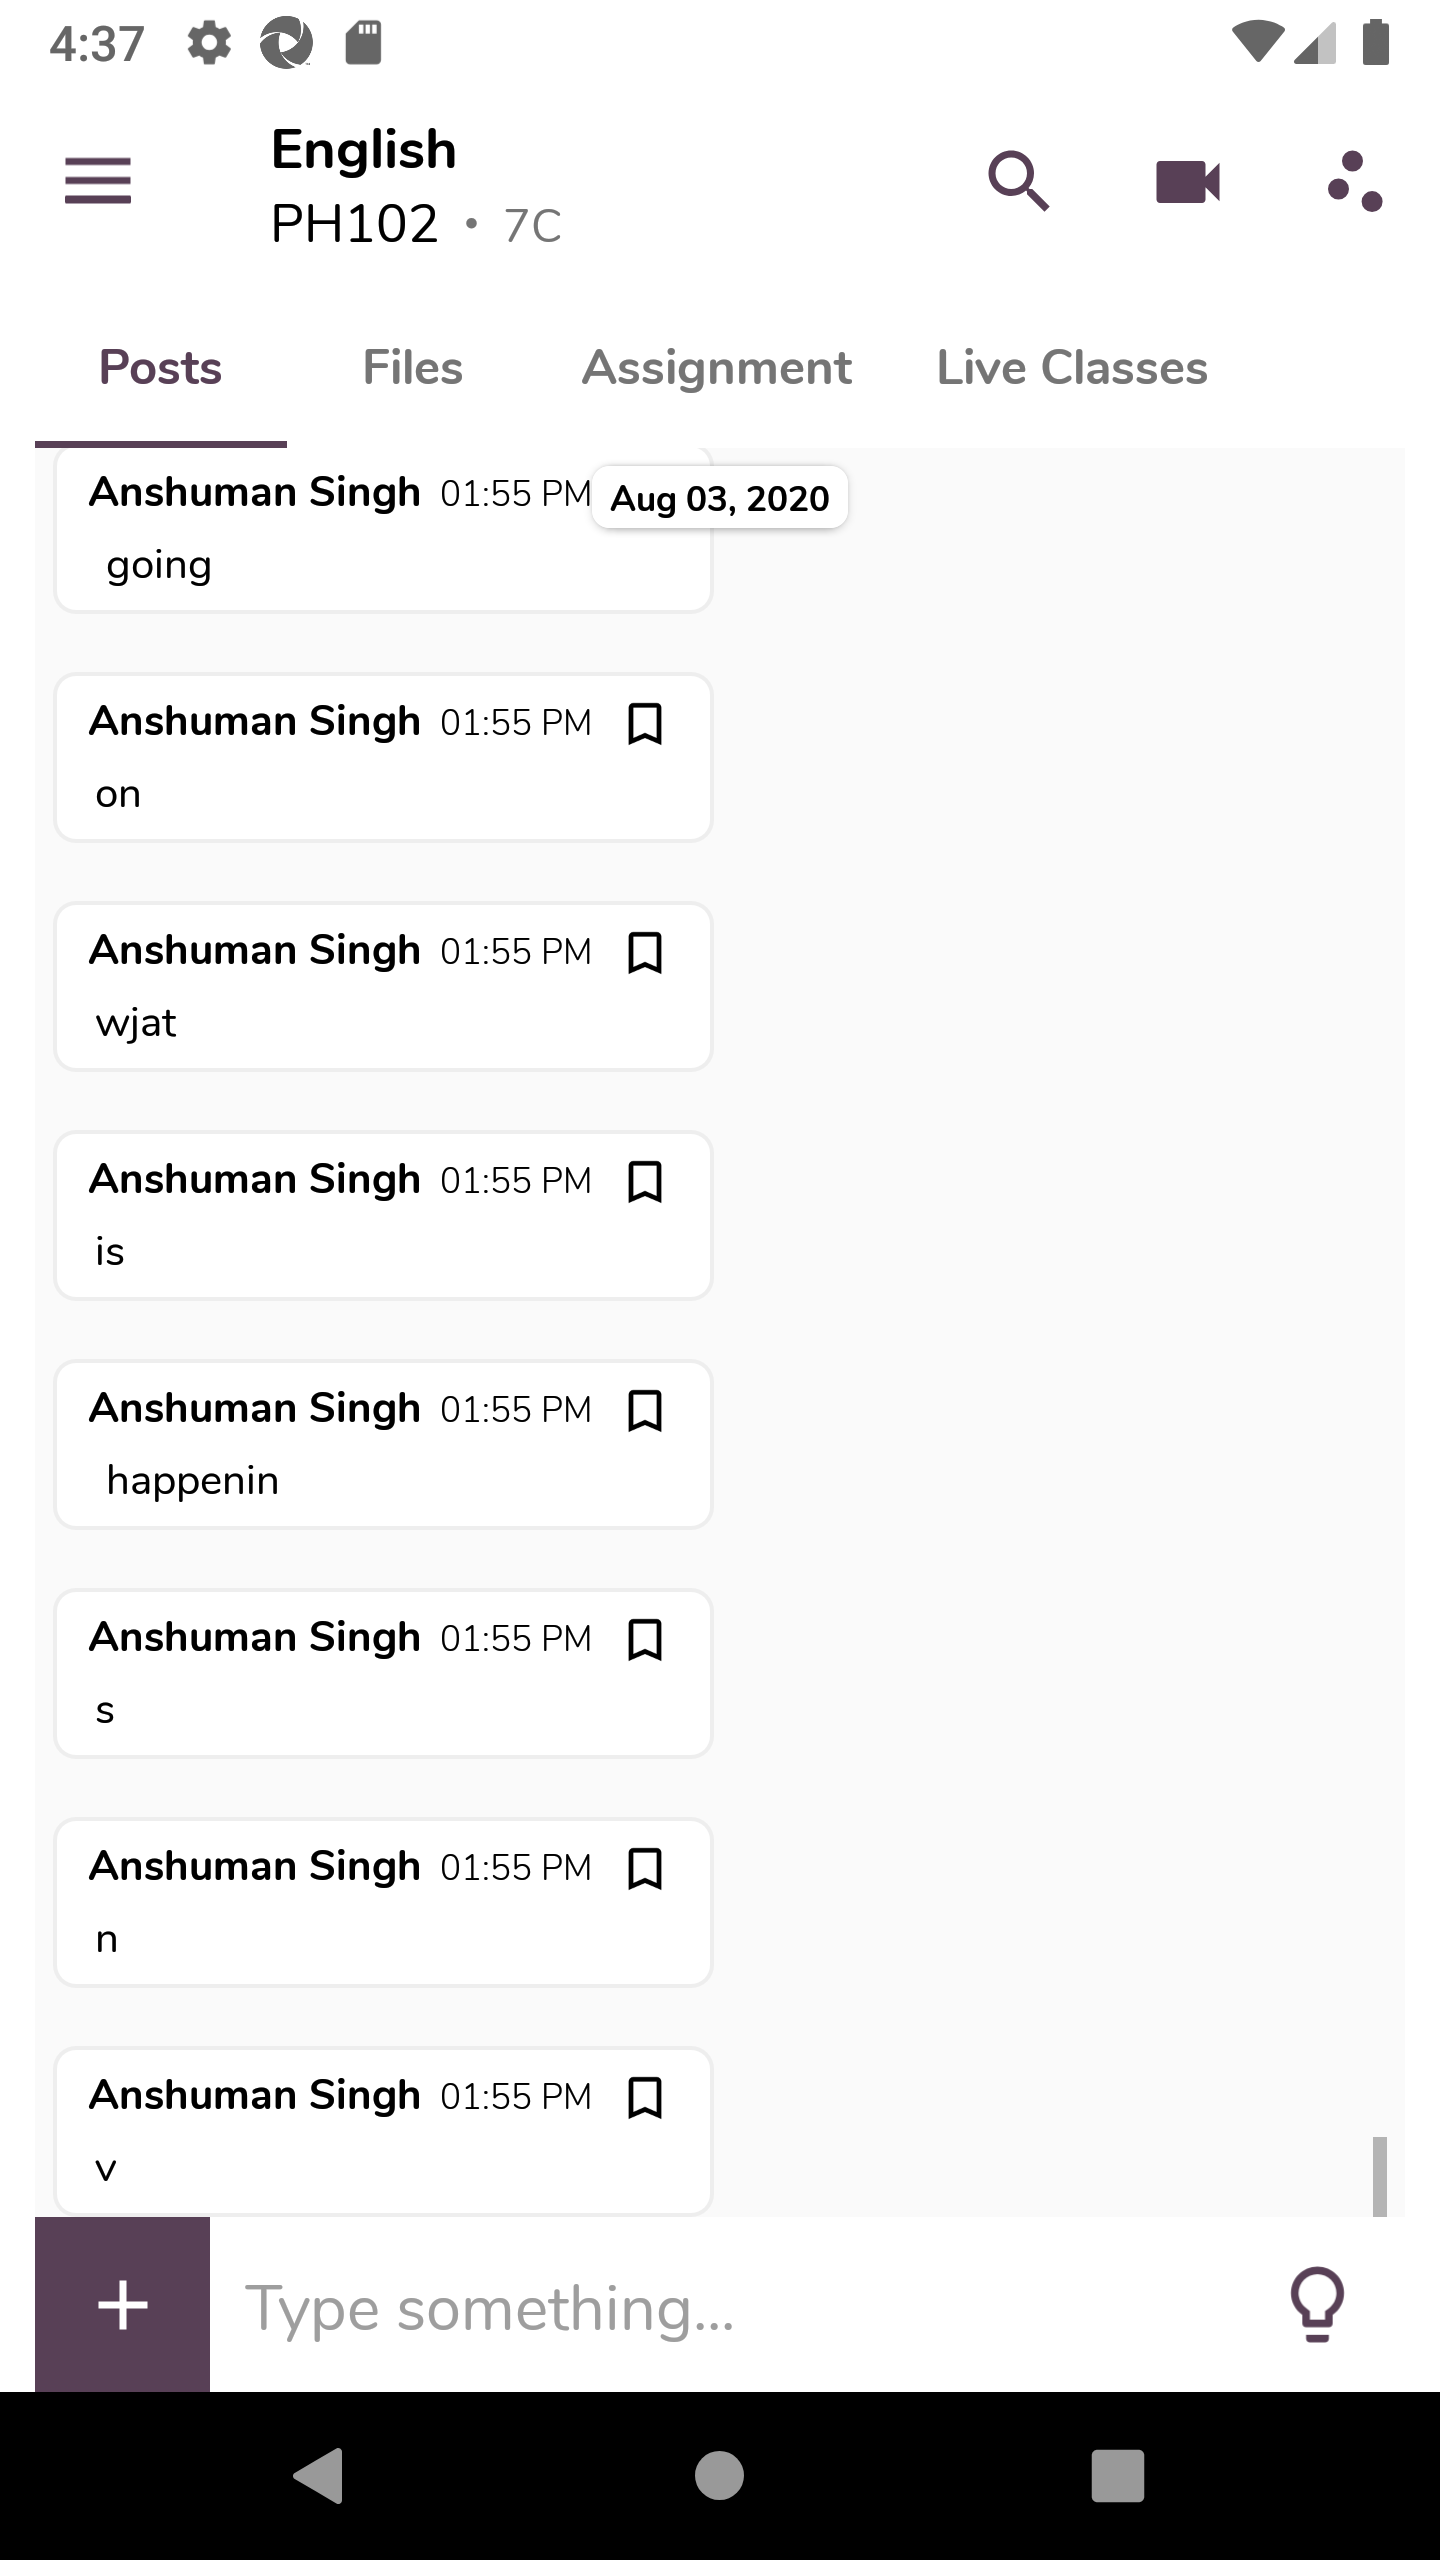 4:37
English
PH102 • 7C
Posts Files Assignment Live Classes
Anshuman Singh 01:55 PM
Aug 03, 2020
going
Anshuman Singh 01:55 PM
on
Anshuman Singh 01:55 PM
wjat
Anshuman Singh 01:55 PM
is
Anshuman Singh 01:55 PM
happenin
Anshuman Singh 01:55 PM
s
Anshuman Singh 01:55 PM
n
Anshuman Singh 01:55 PM
v
Type something...